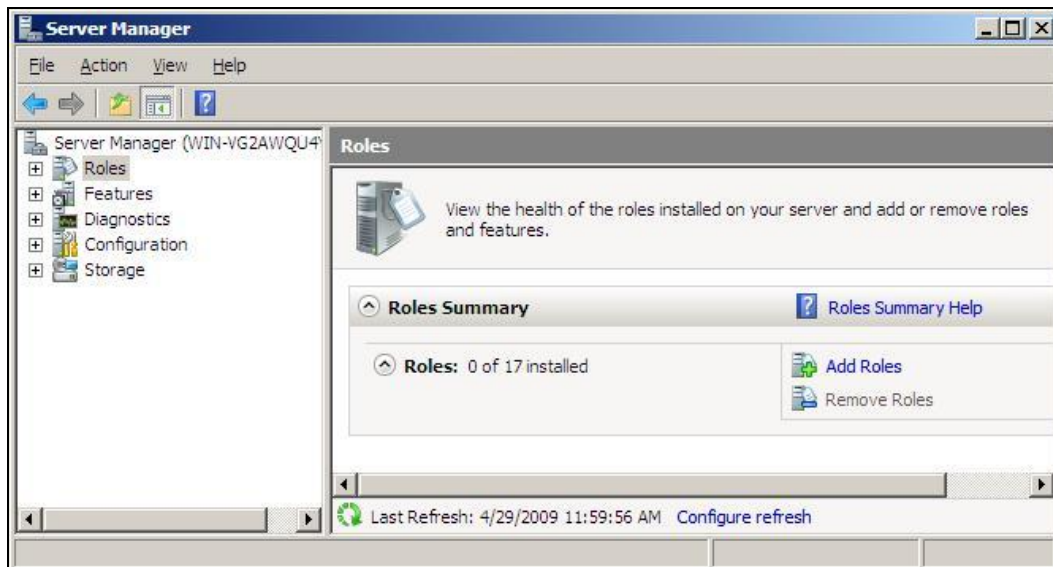 Server Manager
File Action View Help
Server Manager (WIN-VG2AWQU4
Roles
Features
Diagnostics
Configuration
Storage
Roles
View the health of the roles installed on your server and add or remove roles
and features.
Roles Summary
Roles Summary Help
Roles: 0 of 17 installed
Add Roles
Remove Roles
Last Refresh: 4/29/2009 11:59:56 AM Configure refresh